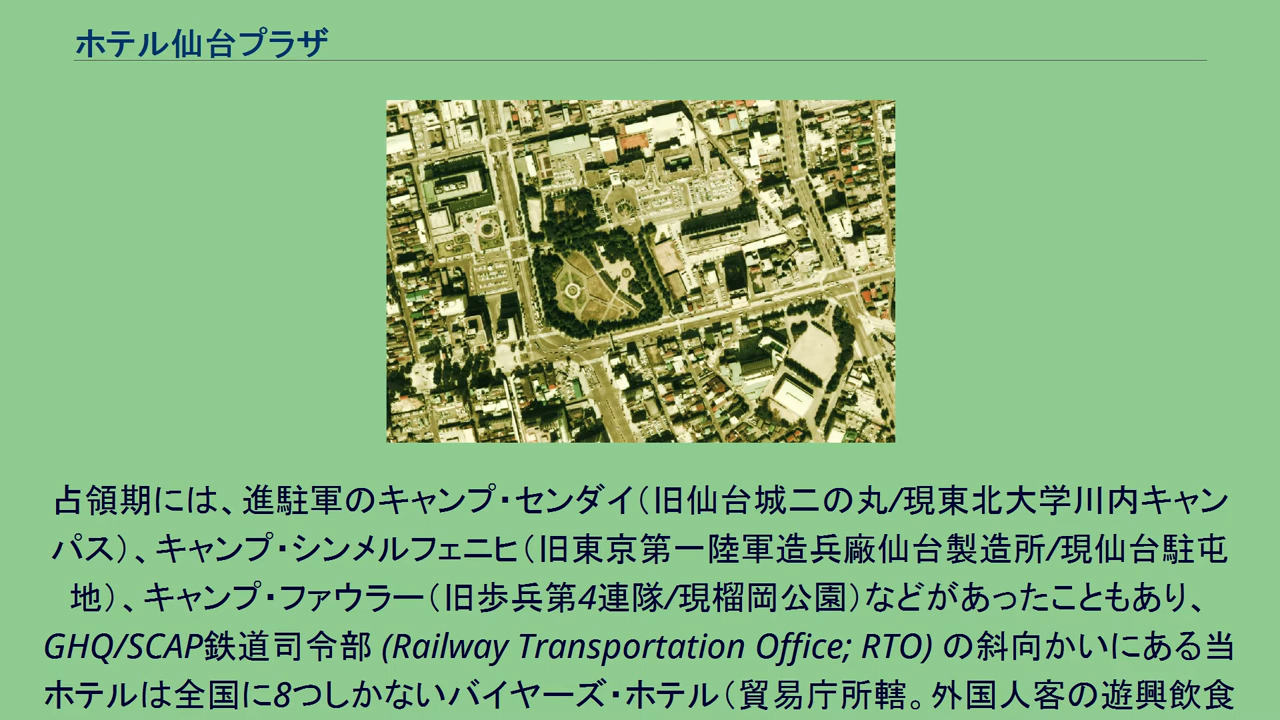 ホテル仙台プラザ
占領期には、進駐軍のキャンプ・センダイ（旧仙台城二の丸/現東北大学川内キャン
パス）、キャンプ・シンメルフェニヒ（旧東京第一陸軍造兵廠仙台製造所/現仙台駐屯
地）、キャンプ・ファウラー（旧歩兵第4連隊/現榴岡公園）などがあったこともあり、
GHQ/SCAP鉄道司令部 (Railway Transportation Office; RTO) の斜向かいにある当
ホテルは全国に8つしかないバイヤーズ・ホテル（貿易庁所轄。外国人客の遊興飲食